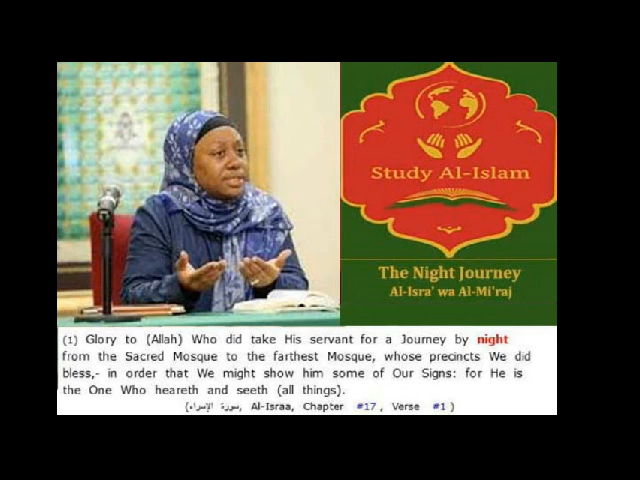 Study Al-Islam
The Night Journey
Al-Isra' wa Al-Mi'raj
(1) Glory to (Allah) Who did take His servant for a Journey by night
from the Sacred Mosque to the farthest Mosque, whose precincts We did
bless,- in order that We might show him some of Our Signs: for He is
the One Who heareth and seeth (all things).
(سورة الإسراء, Al-Israa, Chapter #17, Verse #1)